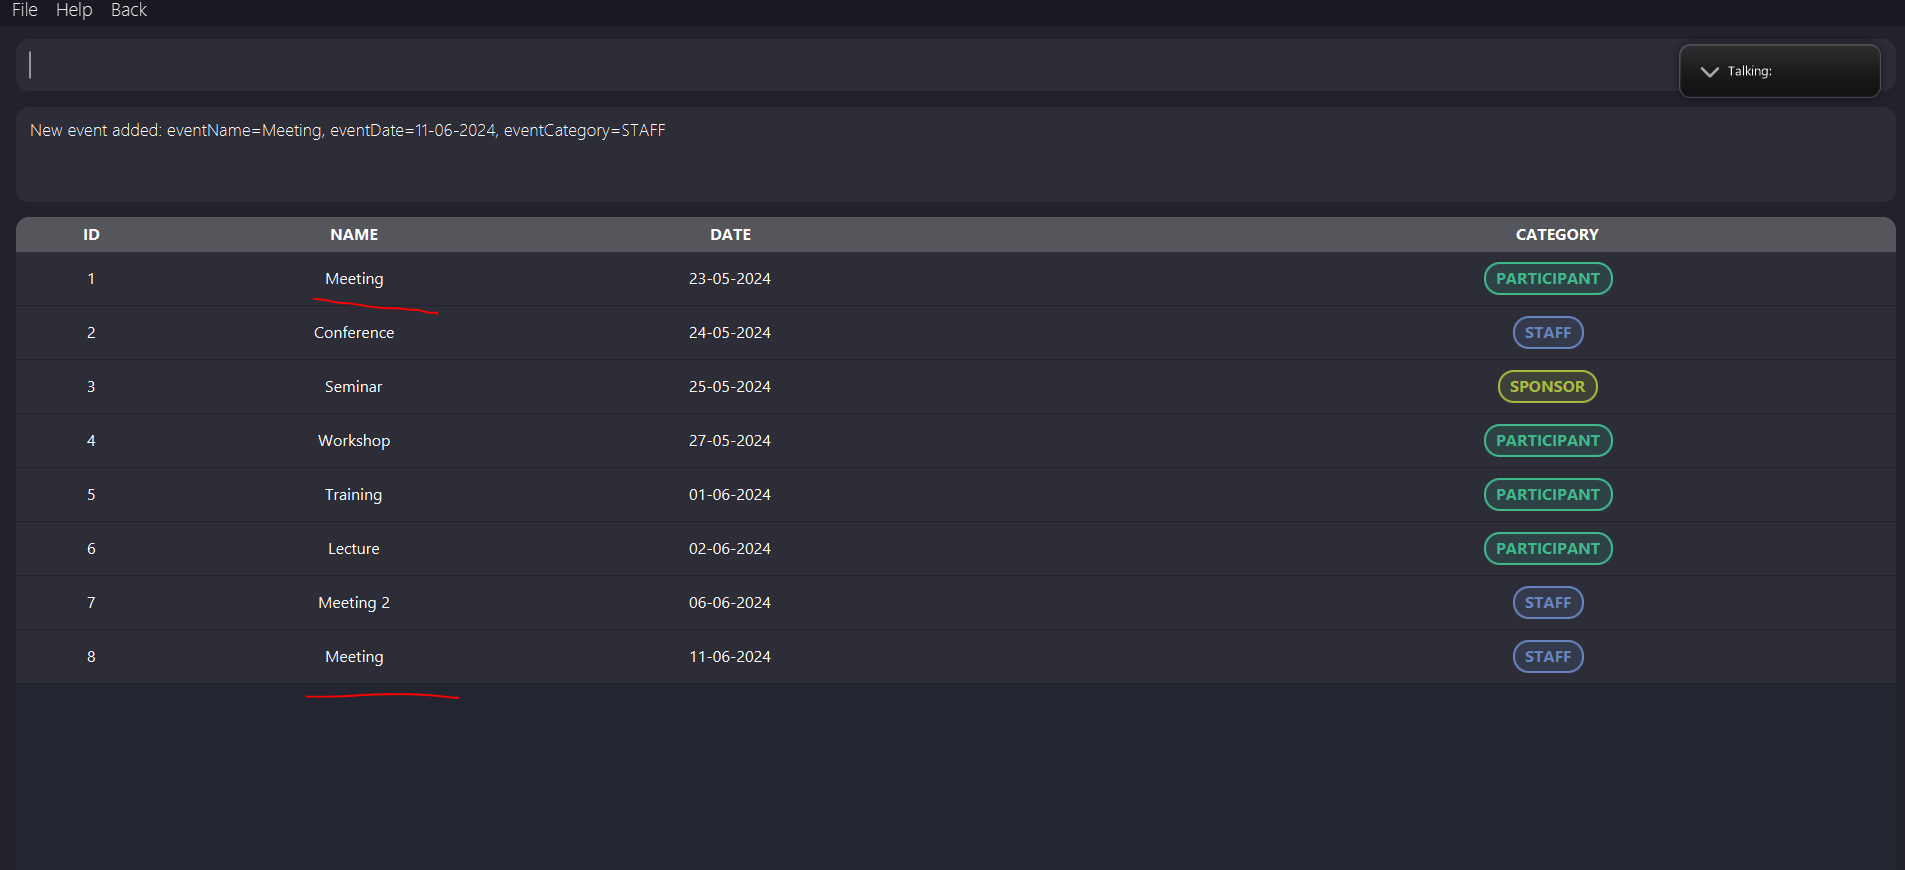 File Help Back
Talking:
New event added: eventName=Meeting, eventDate=11-06-2024, eventCategory=STAFF
ID NAME DATE CATEGORY
1 Meeting 23-05-2024 PARTICIPANT
2 Conference 24-05-2024 STAFF
3 Seminar 25-05-2024 SPONSOR
4 Workshop 27-05-2024 PARTICIPANT
5 Training 01-06-2024 PARTICIPANT
6 Lecture 02-06-2024 PARTICIPANT
7 Meeting 2 06-06-2024 STAFF
8 Meeting 11-06-2024 STAFF